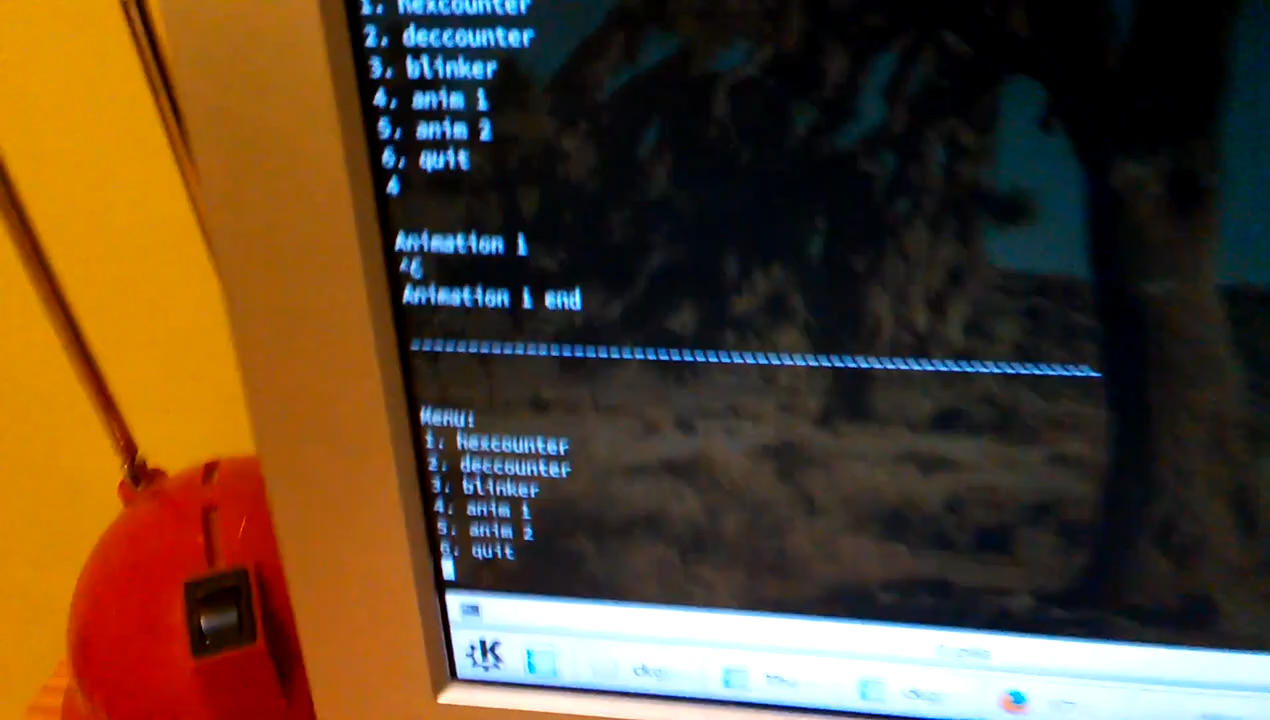 1. hexcounter
2. deccounter
3. blinker
4. anim 1
5. anim 2
6. quit
4
Animation 1
Animation 1 end
Menu:
1. hexcounter
2. deccounter
3. blinker
4. anim 1
5. anim 2
6. quit
K